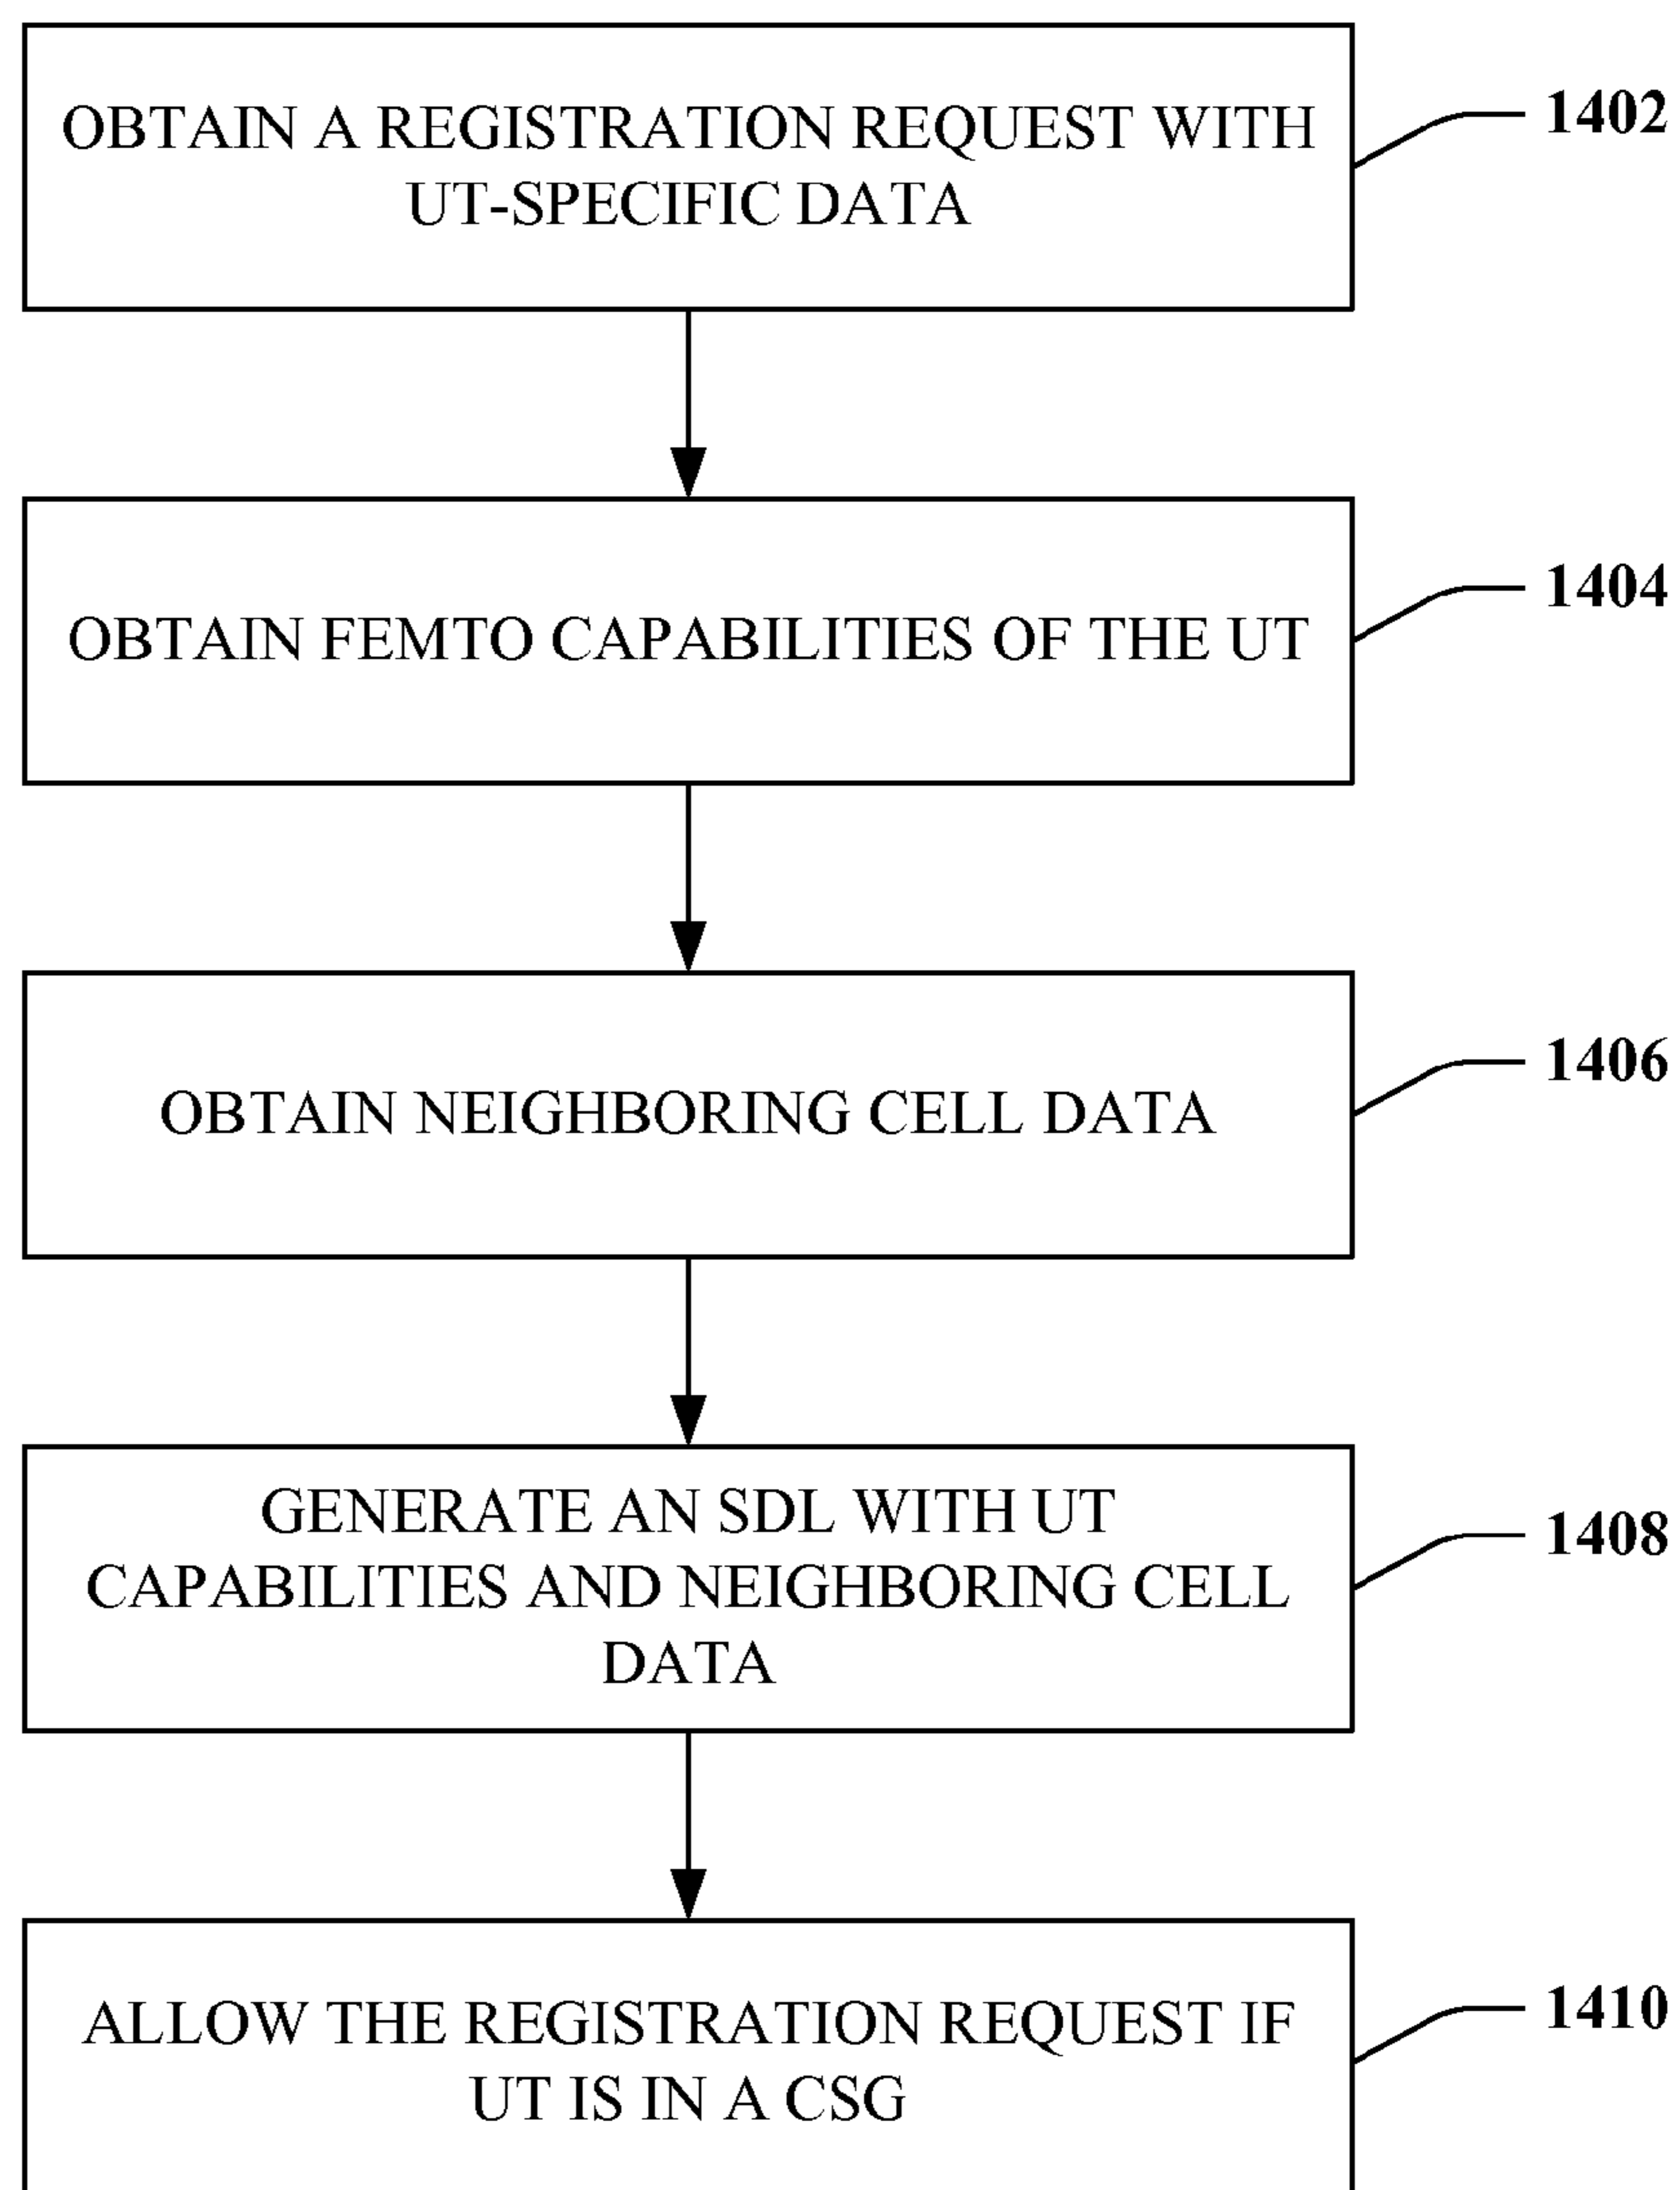 OBTAIN A REGISTRATION REQUEST WITH
UT-SPECIFIC DATA
1402
OBTAIN FEMTO CAPABILITIES OF THE UT
1404
OBTAIN NEIGHBORING CELL DATA
1406
GENERATE AN SDL WITH UT
CAPABILITIES AND NEIGHBORING CELL
DATA
1408
ALLOW THE REGISTRATION REQUEST IF
UT IS IN A CSG
1410